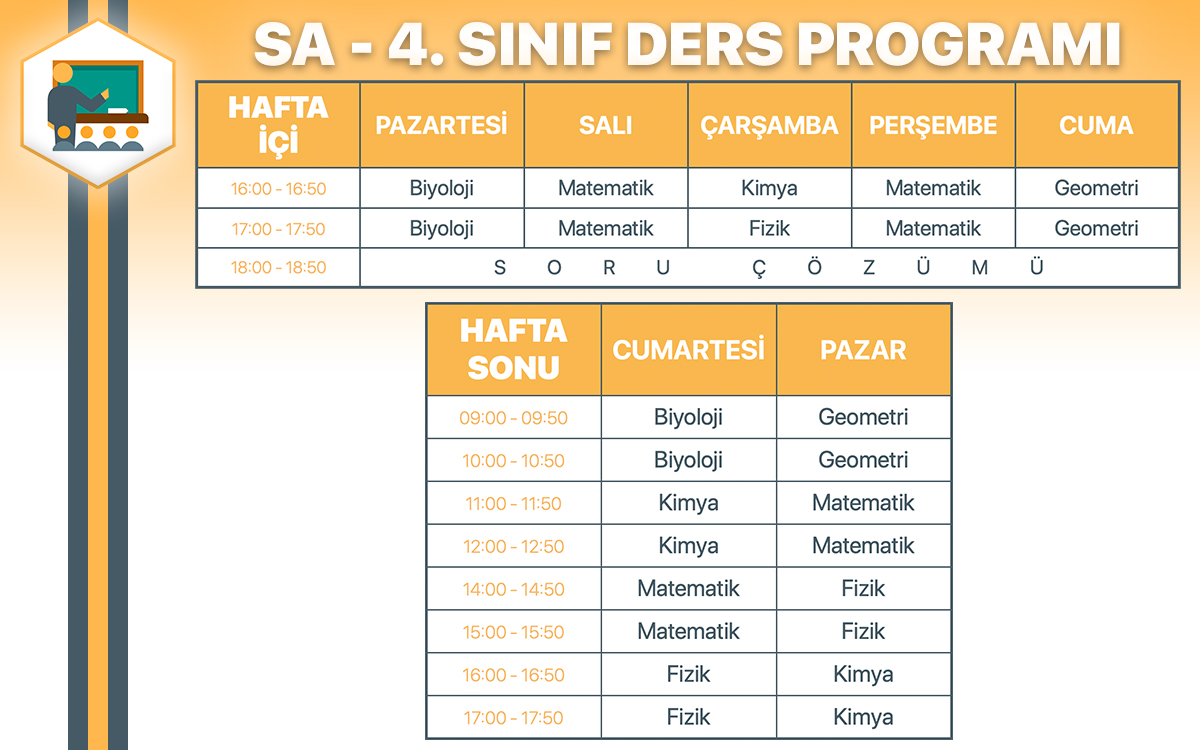 SA - 4. SINIF DERS PROGRAMI
HAFTA İÇİ PAZARTESİ SALI ÇARŞAMBA PERŞEMBE CUMA
16:00 - 16:50 Biyoloji Matematik Kimya Matematik Geometri
17:00 - 17:50 Biyoloji Matematik Fizik Matematik Geometri
18:00 - 18:50 S O R U Ç Ö Z Ü M Ü
HAFTA SONU CUMARTESİ PAZAR
09:00 - 09:50 Biyoloji Geometri
10:00 - 10:50 Biyoloji Geometri
11:00 - 11:50 Kimya Matematik
12:00 - 12:50 Kimya Matematik
14:00 - 14:50 Matematik Fizik
15:00 - 15:50 Matematik Fizik
16:00 - 16:50 Fizik Kimya
17:00 - 17:50 Fizik Kimya